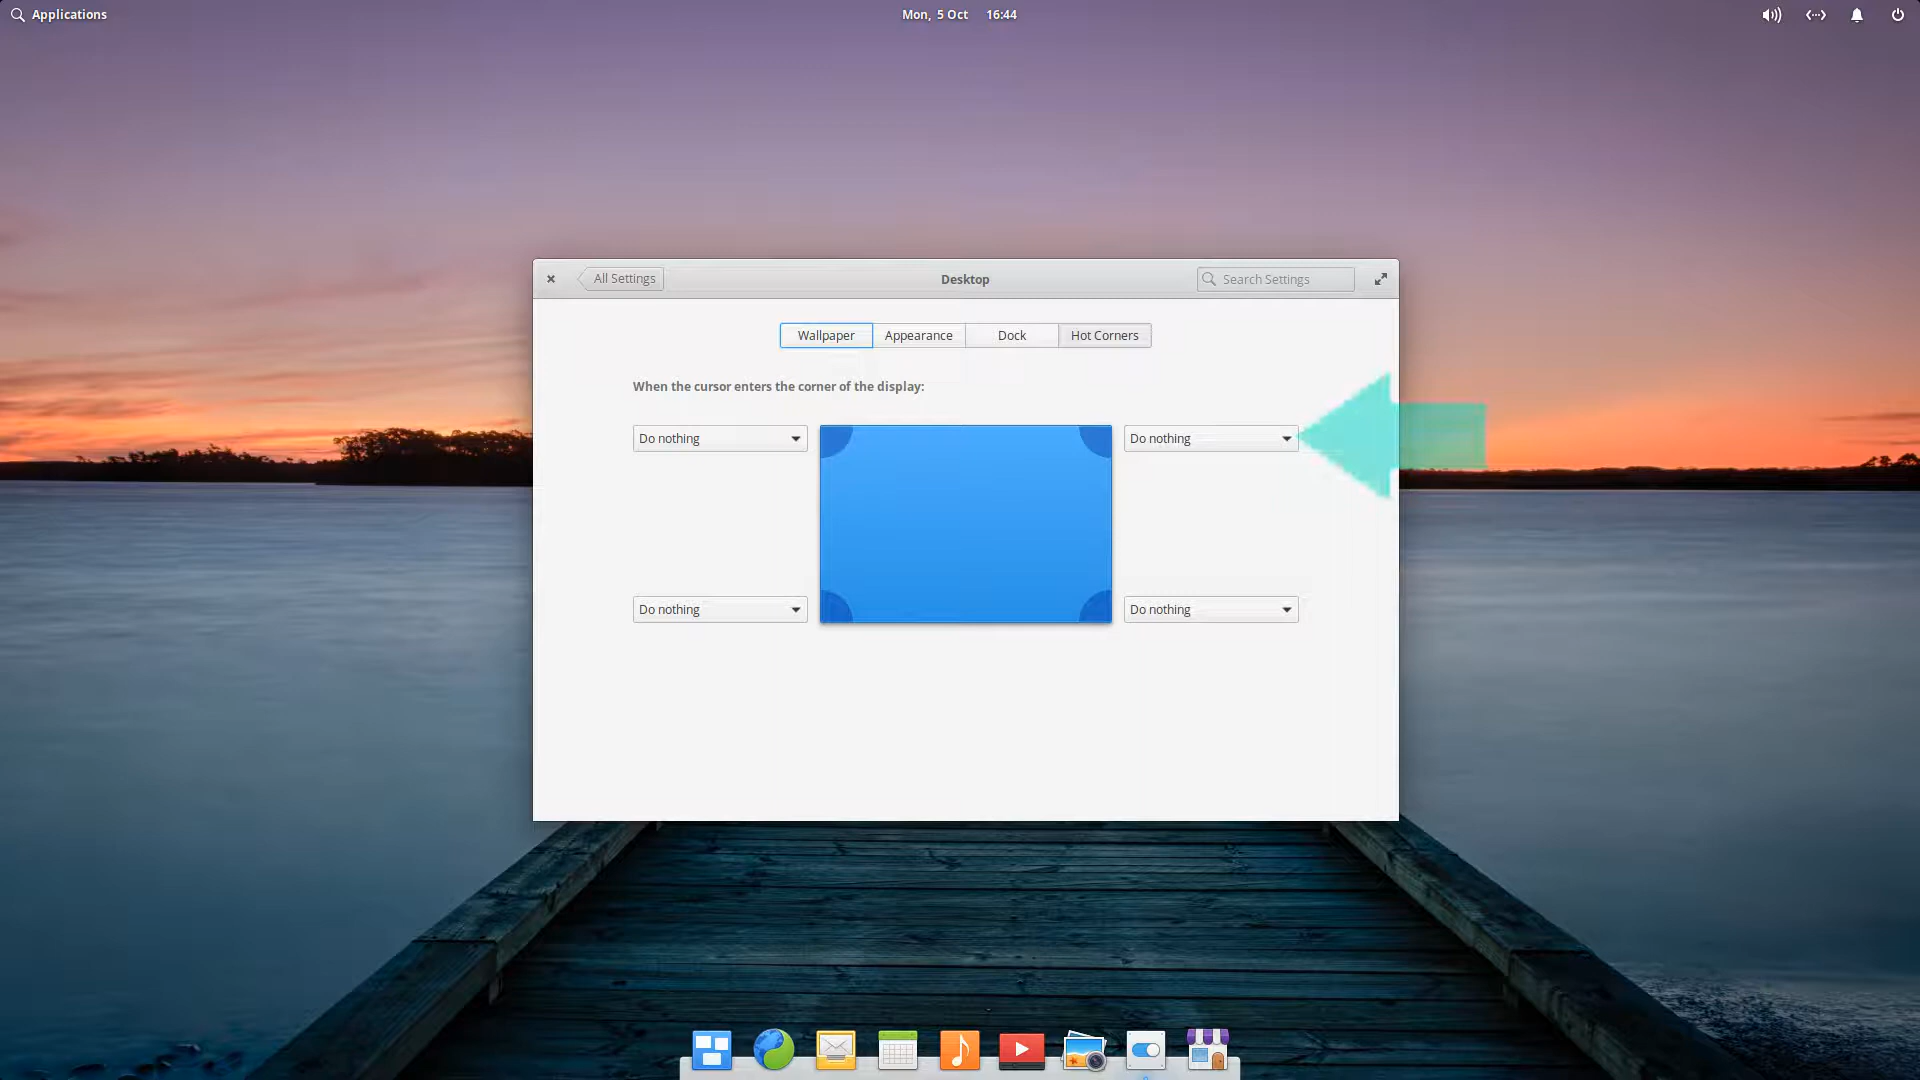 Applications
Mon, 5 Oct 16:44
All Settings
Desktop
Search Settings
Wallpaper
Appearance
Dock
Hot Corners
When the cursor enters the corner of the display:
Do nothing
Do nothing
Do nothing
Do nothing